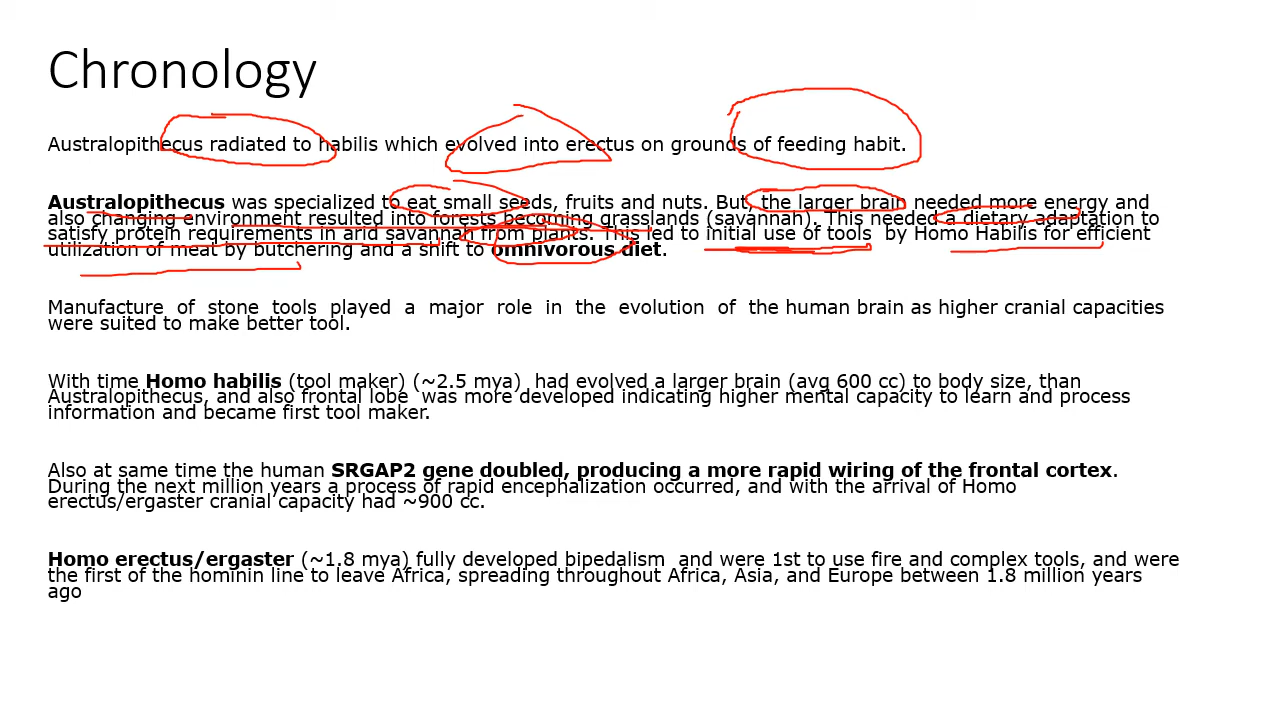 Chronology
Australopithecus radiated to habilis which evolved into erectus on grounds of feeding habit.
Australopithecus was specialized to eat small seeds, fruits and nuts. But, the larger brain needed more energy and
also changing environment resulted into forests becoming grasslands (savannah). This needed a dietary adaptation to
satisfy protein requirements in arid savannah from plants. This led to initial use of tools by Homo Habilis for efficient
utilization of meat by butchering and a shift to omnivorous diet.
Manufacture of stone tools played a major role in the evolution of the human brain as higher cranial capacities
were suited to make better tool.
With time Homo habilis (tool maker) (~2.5 mya) had evolved a larger brain (avg 600 cc) to body size, than
Australopithecus, and also frontal lobe was more developed indicating higher mental capacity to learn and process
information and became first tool maker.
Also at same time the human SRGAP2 gene doubled, producing a more rapid wiring of the frontal cortex.
During the next million years a process of rapid encephalization occurred, and with the arrival of Homo
erectus/ergaster cranial capacity had ~900 cc.
Homo erectus/ergaster (~1.8 mya) fully developed bipedalism and were 1st to use fire and complex tools, and were
the first of the hominin line to leave Africa, spreading throughout Africa, Asia, and Europe between 1.8 million years
ago